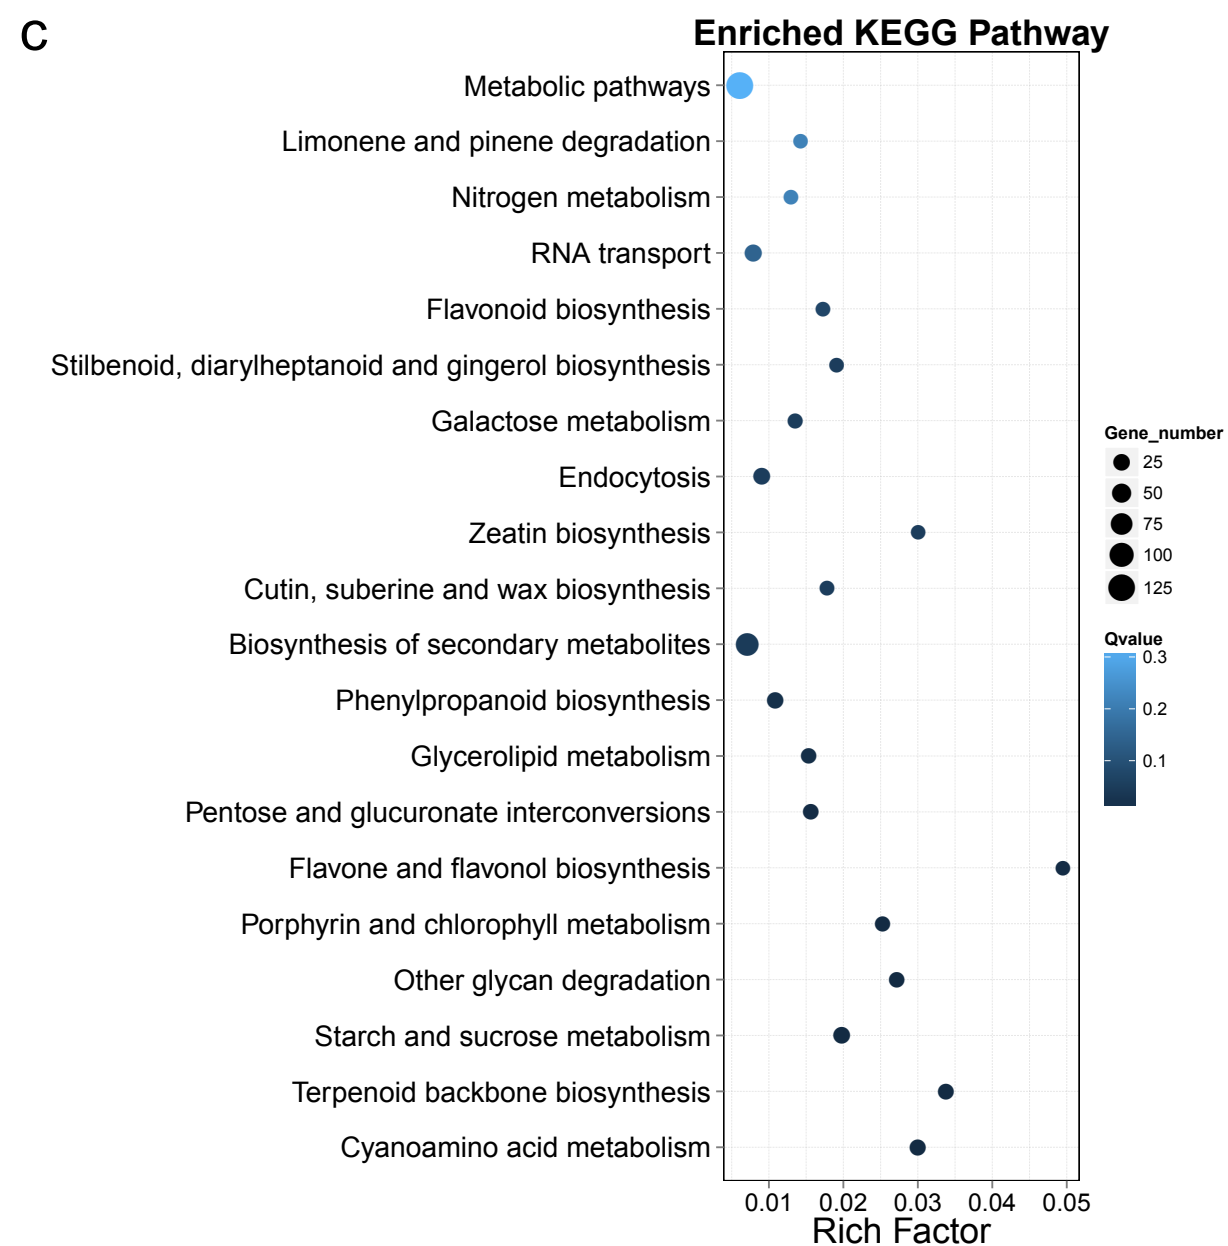 C
Enriched KEGG Pathway
Metabolic pathways
Limonene and pinene degradation
Nitrogen metabolism
RNA transport
Flavonoid biosynthesis
Stilbenoid, diarylheptanoid and gingerol biosynthesis
Galactose metabolism
Endocytosis
Zeatin biosynthesis
Cutin, suberine and wax biosynthesis
Biosynthesis of secondary metabolites
Phenylpropanoid biosynthesis
Glycerolipid metabolism
Pentose and glucuronate interconversions
Flavone and flavonol biosynthesis
Porphyrin and chlorophyll metabolism
Other glycan degradation
Starch and sucrose metabolism
Terpenoid backbone biosynthesis
Cyanoamino acid metabolism
0.01 0.02 0.03 0.04 0.05
Rich Factor
Gene_number
25
50
75
100
125
Qvalue
0.3
0.2
0.1